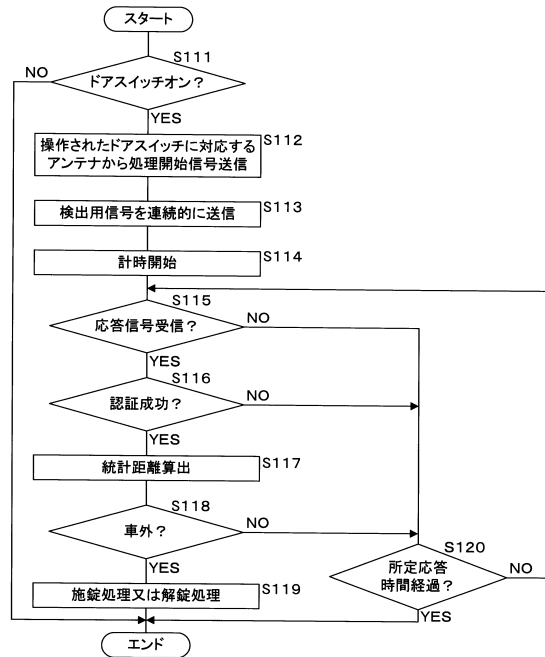 スタート
S111
NO
ドアスイッチオン？
YES
操作されたドアスイッチに対応する
アンテナから処理開始信号送信
S112
検出用信号を連続的に送信
S113
計時開始
S114
S115
応答信号受信？
NO
YES
S116
認証成功？
NO
YES
統計距離算出
S117
S118
車外？
NO
YES
S120
所定応答
時間経過？
NO
YES
施錠処理又は解錠処理
S119
エンド